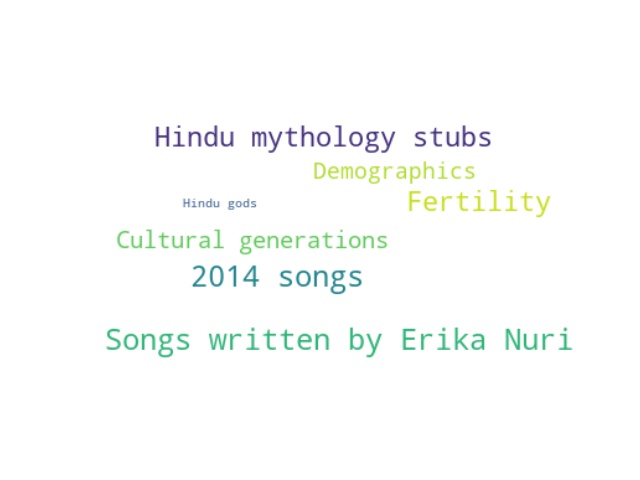 Hindu mythology stubs
Demographics
Hindu gods
Fertility
Cultural generations
2014 songs
Songs written by Erika Nuri